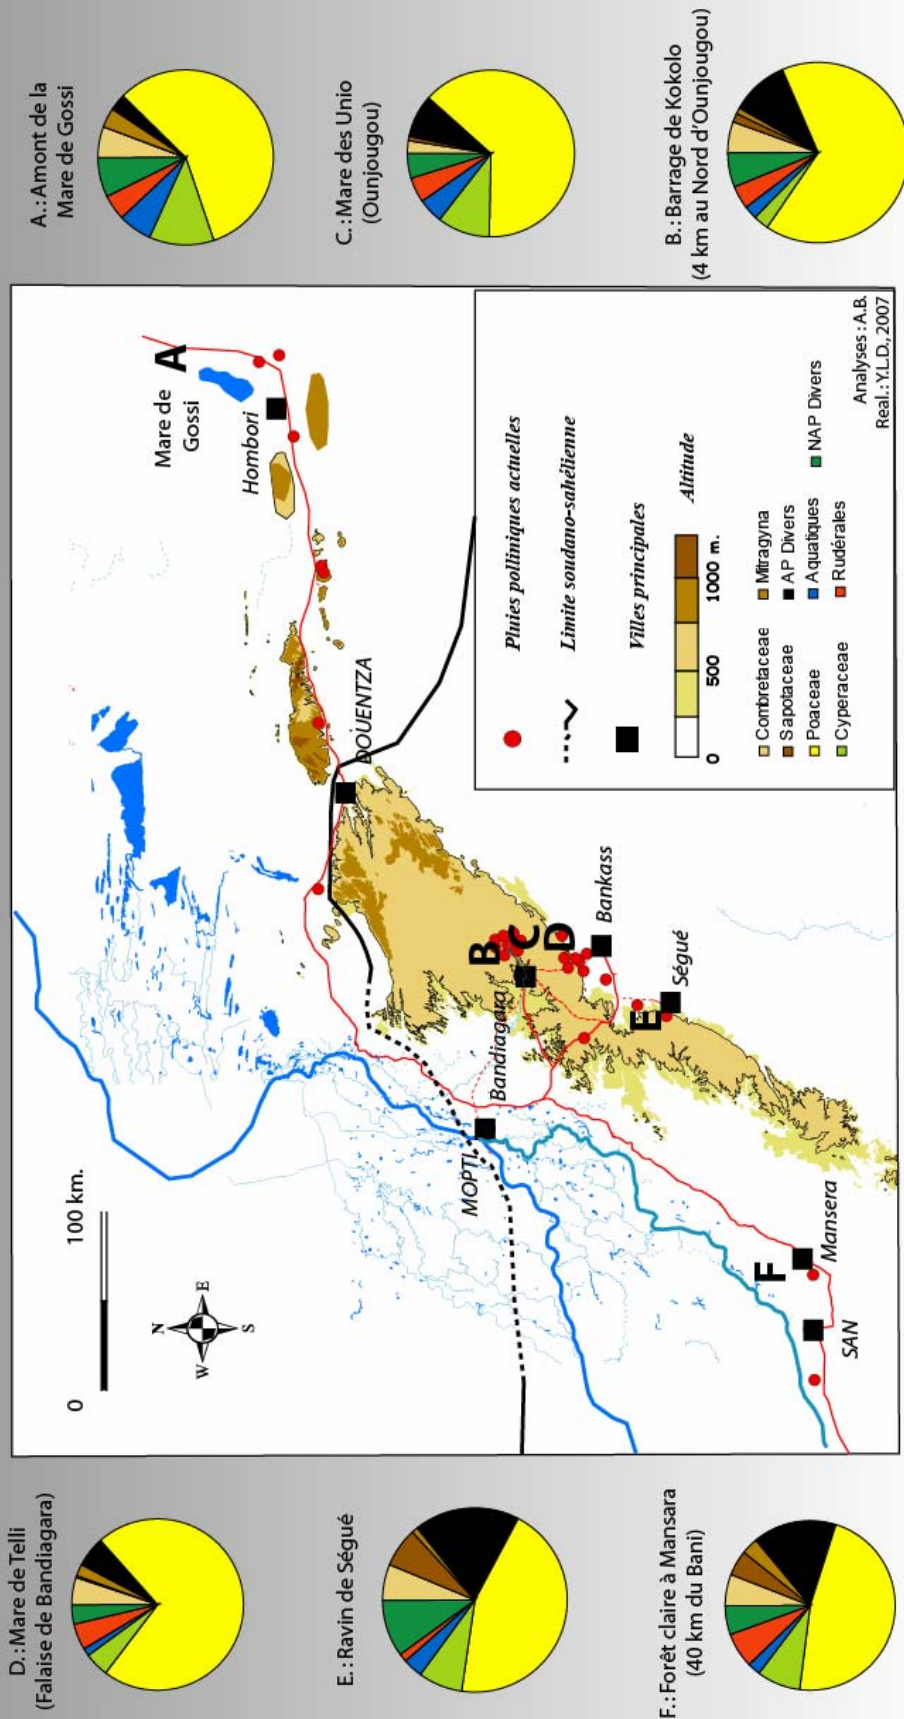 D.:Mare de Telli
(Falaise de Bandiagara)
E.:Ravin de Ségué
F.:Forêt claire à Mansara
(40 km du Bani)
0
100 km.
N
W
E
S
Mare de
Gossi
A
Hombori
DOUENTZA
MOPTI
Bandiagara
B
C
D
Bankass
E
Ségué
F
Mansera
SAN
Pluies polliniques actuelles
Limite soudano-sahélienne
Villes principales
Altitude
0
500
1000 m.
Combretaceae
Mitragyna
Sapotaceae
AP Divers
Poaceae
Aquatiques
NAP Divers
Cyperaceae
Rudérales
Analyses : A.B.
Real.: Y.L.D., 2007
A.:Amont de la
Mare de Gossi
C.:Mare des Unio
(Ounjougou)
B.:Barrage de Kokolo
(4 km au Nord d'Ounjougou)